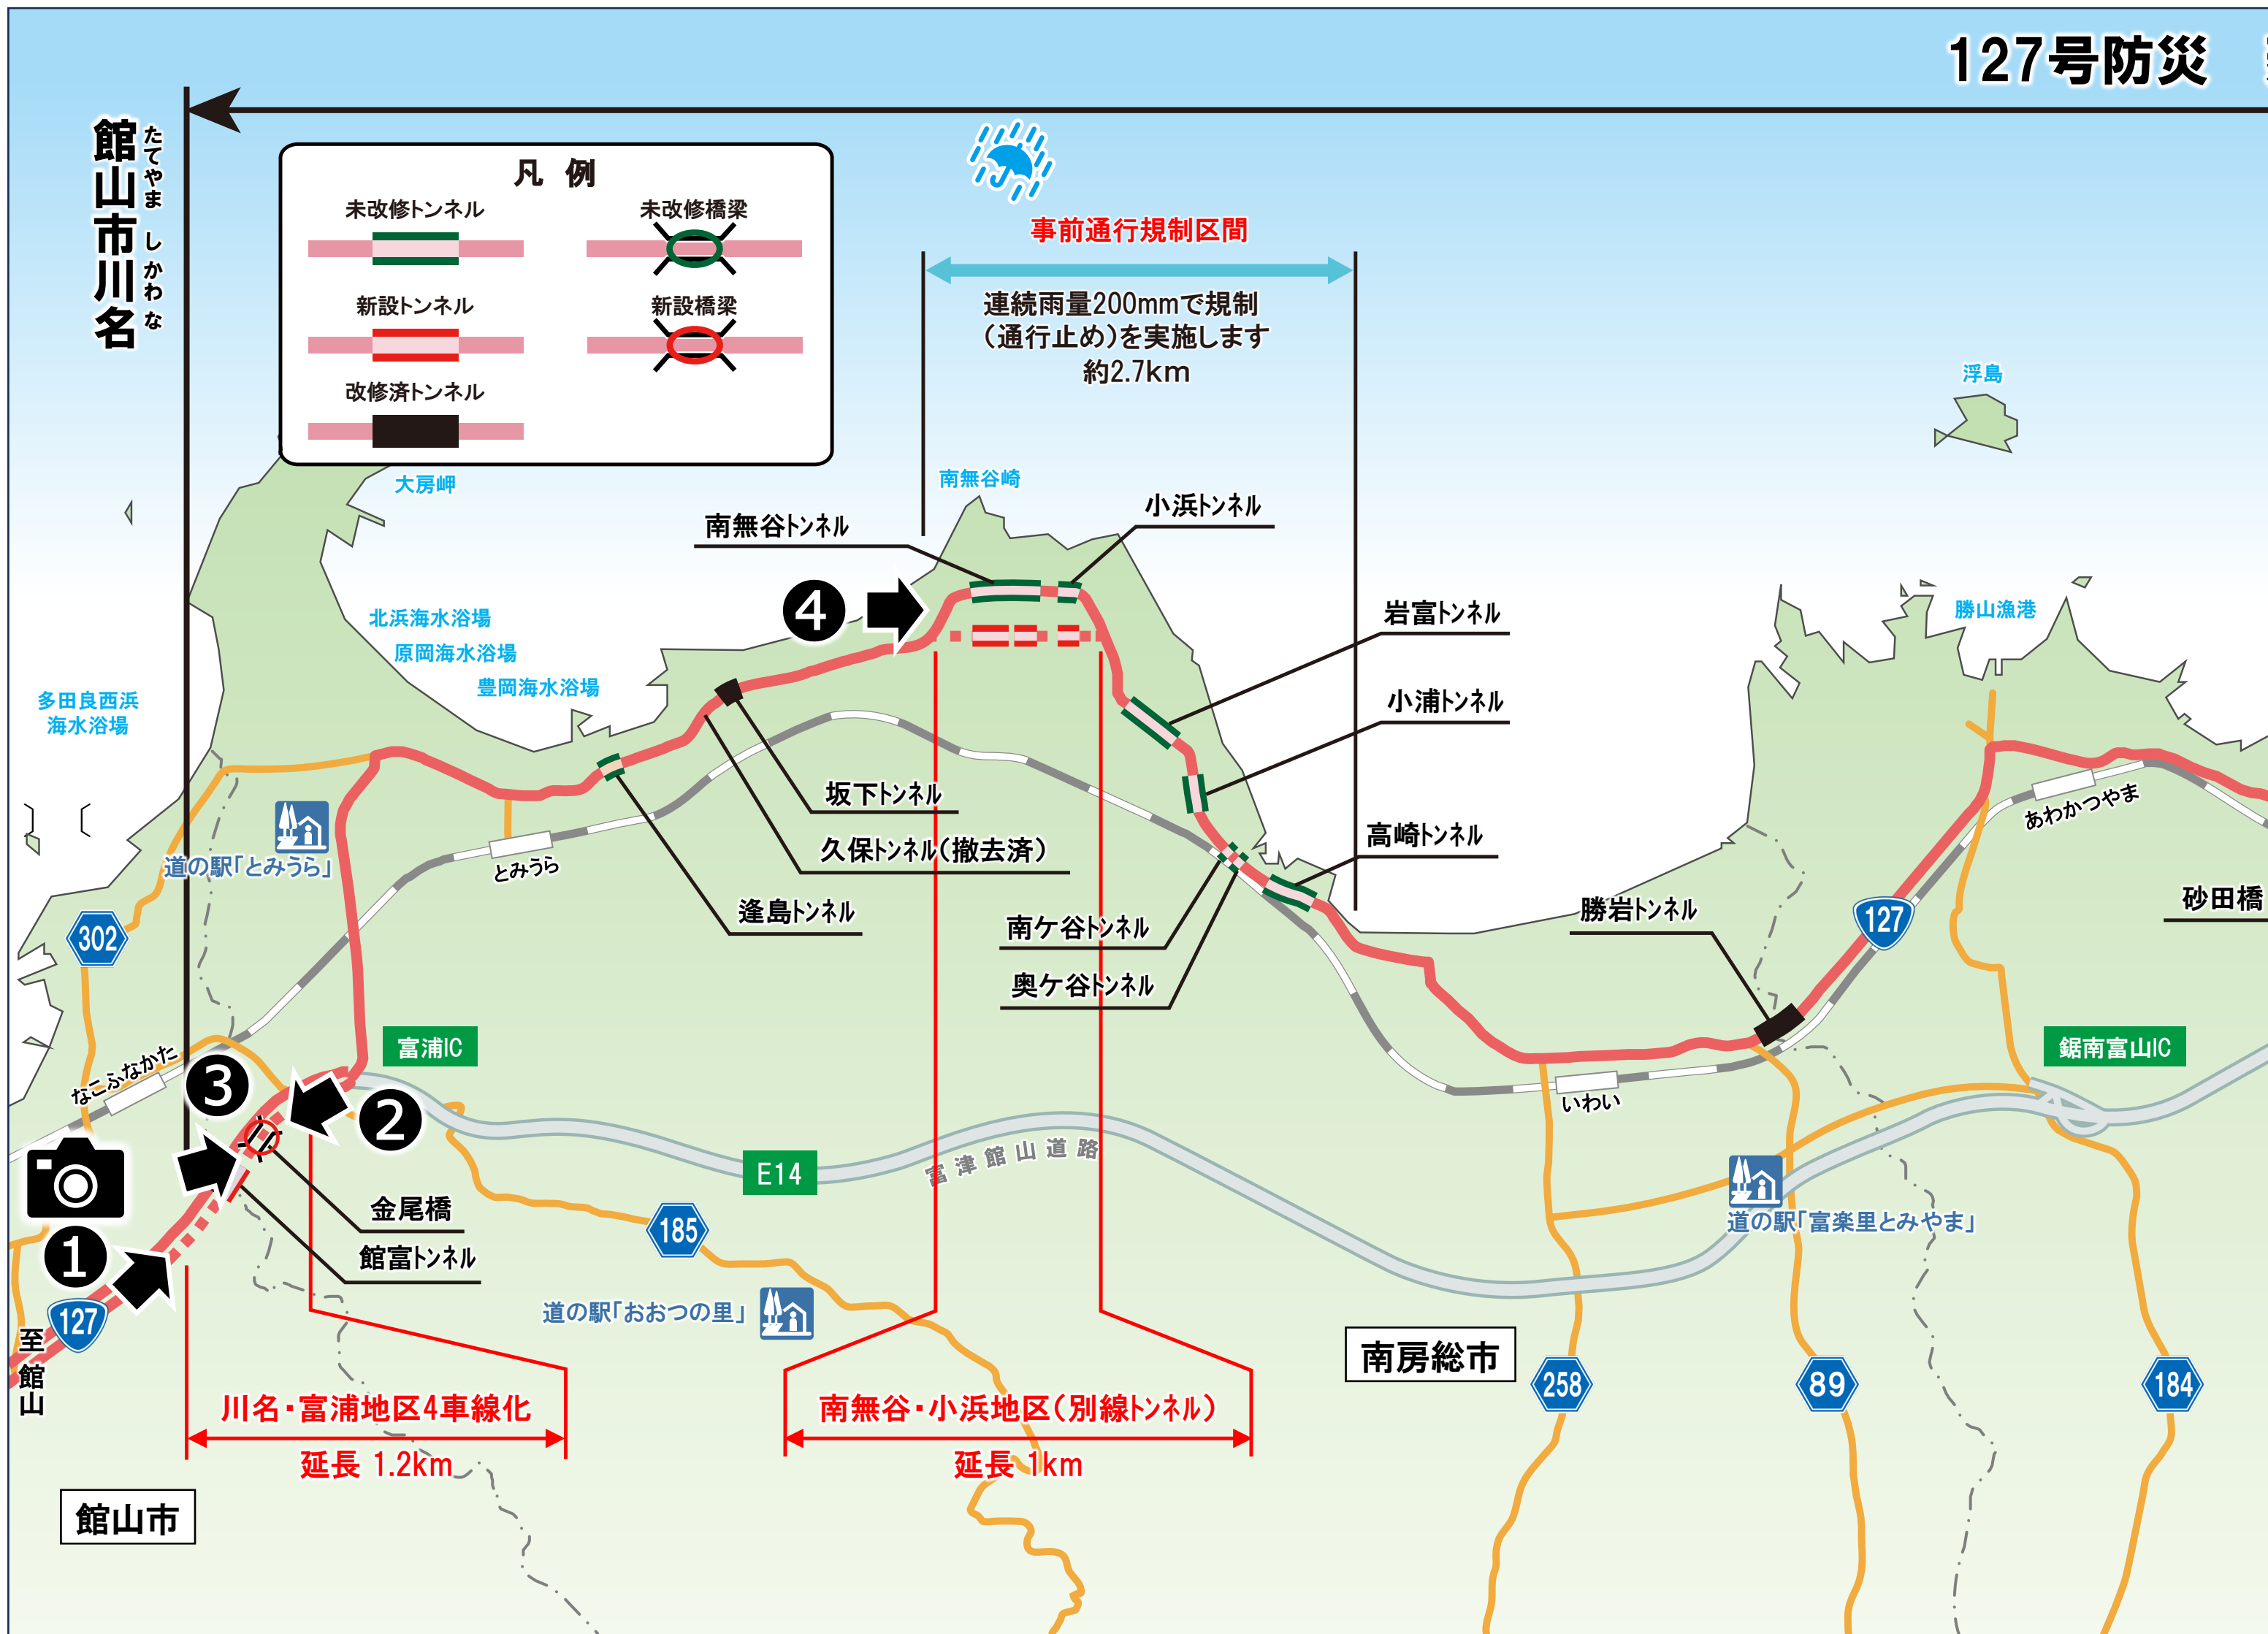 127号防災
館山市川名
たてやま し かわ な
凡 例
未改修トンネル
未改修橋梁
新設トンネル
新設橋梁
改修済トンネル
事前通行規制区間
連続雨量200mmで規制
（通行止め）を実施します
約2.7km
浮島
大房岬
南無谷崎
小浜トンネル
南無谷トンネル
4
岩富トンネル
勝山漁港
北浜海水浴場
原岡海水浴場
豊岡海水浴場
多田良西浜
海水浴場
小浦トンネル
坂下トンネル
あわかつやま
高崎トンネル
久保トンネル（撤去済）
道の駅「とみうら」
とみうら
逢島トンネル
南ケ谷トンネル
勝岩トンネル
127
砂田橋
302
奥ケ谷トンネル
富浦IC
鋸南富山IC
なこふなかた
3
2
いわい
富津館山道路
E14
金尾橋
185
道の駅「富楽里とみやま」
館富トンネル
1
127
道の駅「おおつの里」
至館山
南房総市
258
89
184
川名・富浦地区4車線化
延長 1.2km
南無谷・小浜地区（別線トンネル）
延長 1km
館山市